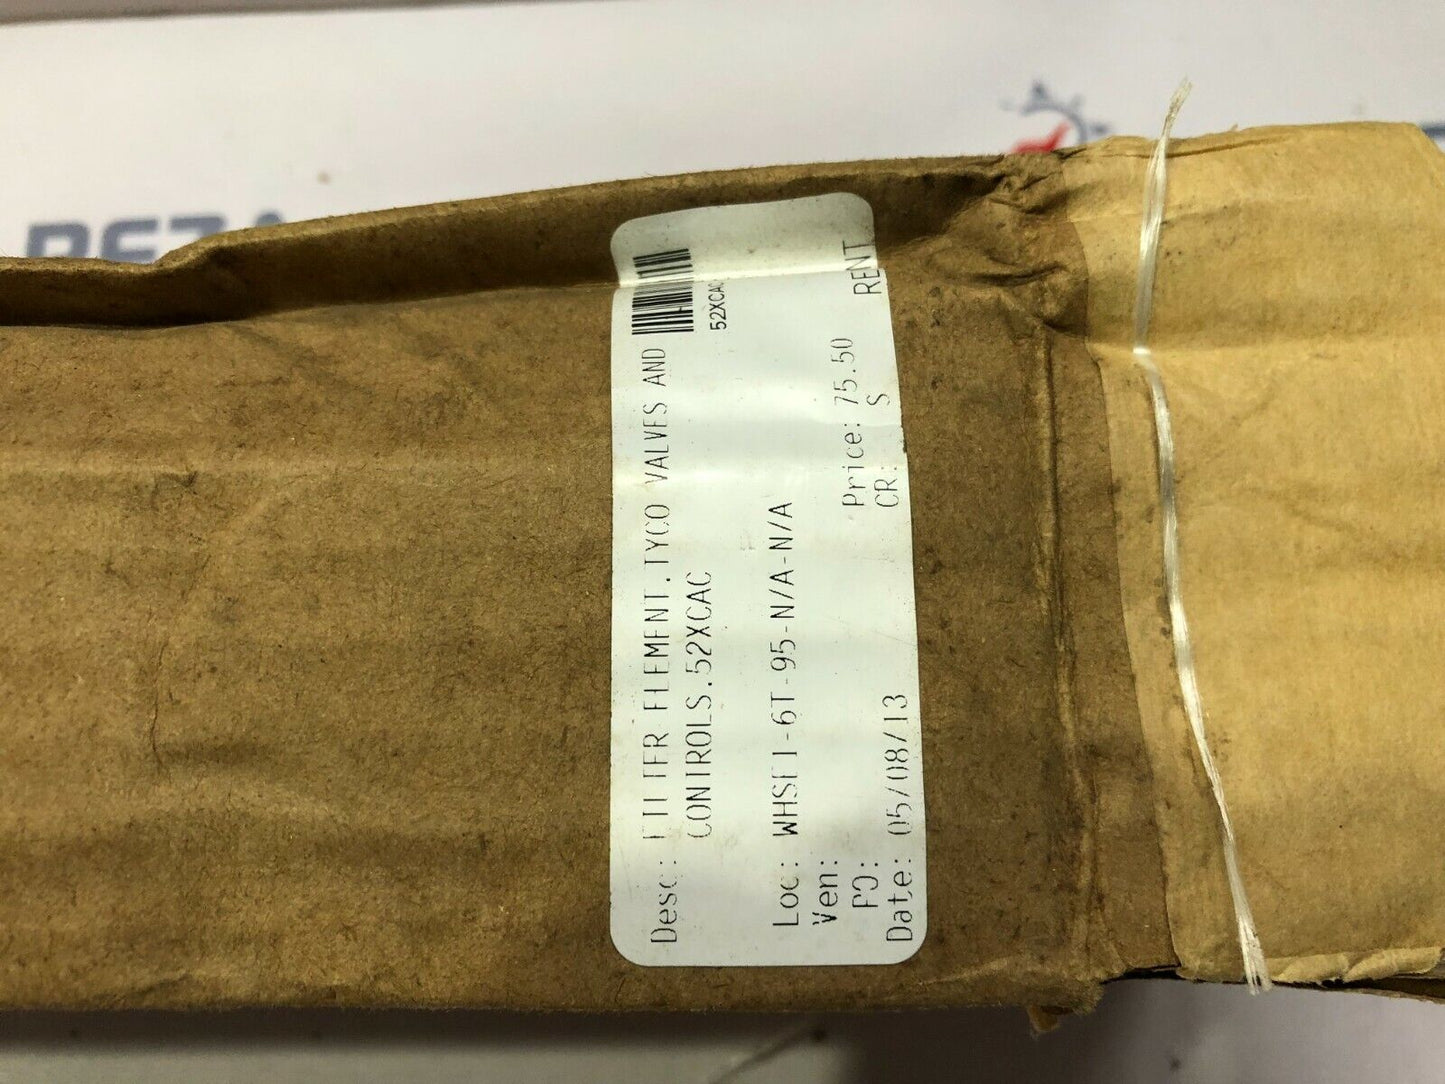 Desc: FILTER ELEMENT.TYCO VALVES AND
CONTROLS.52XCAC
52XCAC
Loc: WHSE1-6T-95-N/A-N/A
Ven:
PO: Price: 75.50
Date: 05/08/13 CR: S RENT